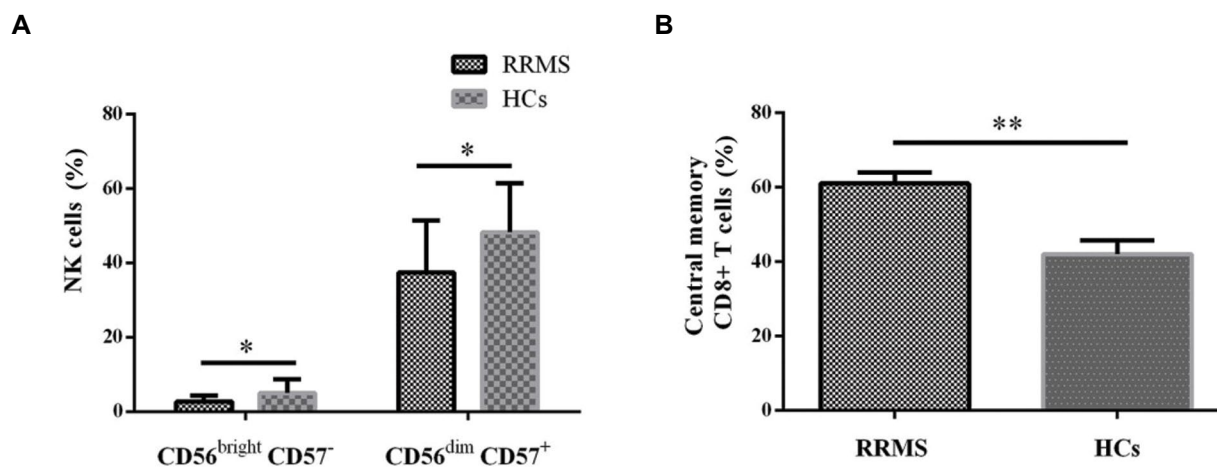 A
RRMS
HCs
NK cells (%)
80
60
40
20
0
*
*
CD56bright CD57- CD56dim CD57+
B
Central memory
CD8+ T cells (%)
80
60
40
20
0
**
RRMS HCs